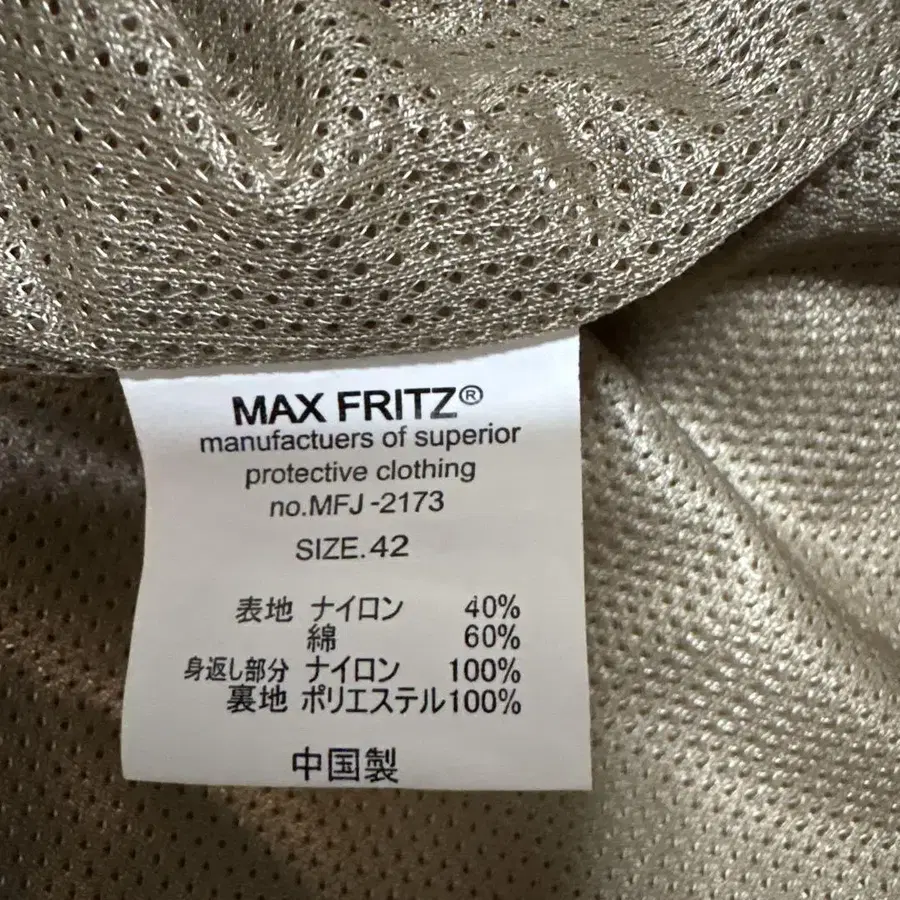 MAX FRITZ®
manufactuers of superior
protective clothing
no.MFJ-2173
SIZE.42
表地 ナイロン 40%
綿 60%
身返し部分 ナイロン 100%
裏地 ポリエステル100%
中国製